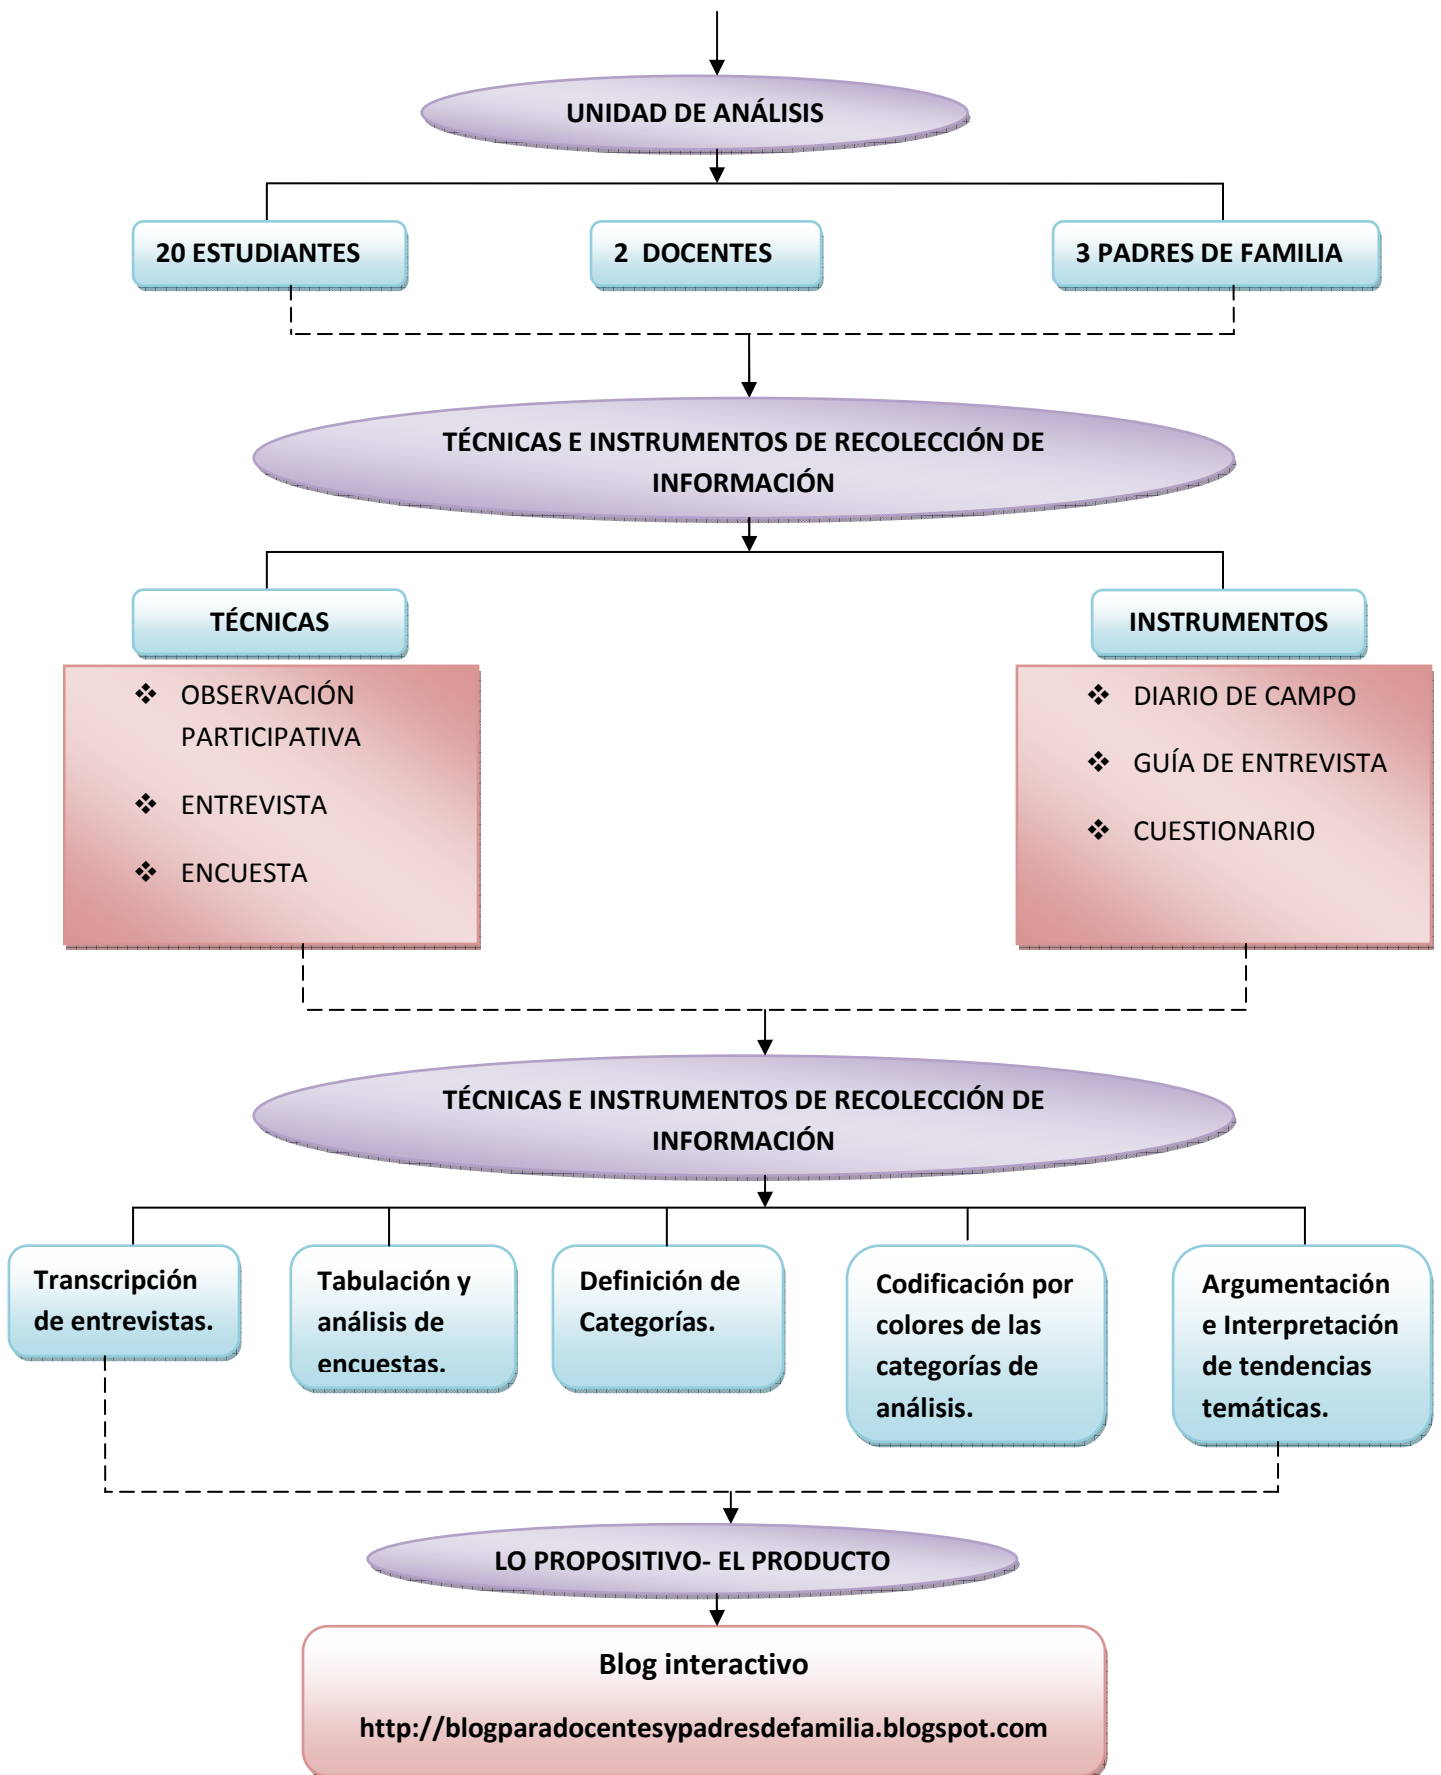 UNIDAD DE ANÁLISIS
20 ESTUDIANTES
2 DOCENTES
3 PADRES DE FAMILIA
TÉCNICAS E INSTRUMENTOS DE RECOLECCIÓN DE
INFORMACIÓN
TÉCNICAS
❖ OBSERVACIÓN
PARTICIPATIVA
❖ ENTREVISTA
❖ ENCUESTA
INSTRUMENTOS
❖ DIARIO DE CAMPO
❖ GUÍA DE ENTREVISTA
❖ CUESTIONARIO
TÉCNICAS E INSTRUMENTOS DE RECOLECCIÓN DE
INFORMACIÓN
Transcripción
de entrevistas.
Tabulación y
análisis de
encuestas.
Definición de
Categorías.
Codificación por
colores de las
categorías de
análisis.
Argumentación
e Interpretación
de tendencias
temáticas.
LO PROPOSITIVO- EL PRODUCTO
Blog interactivo
http://blogparadocentesypadresdefamilia.blogspot.com